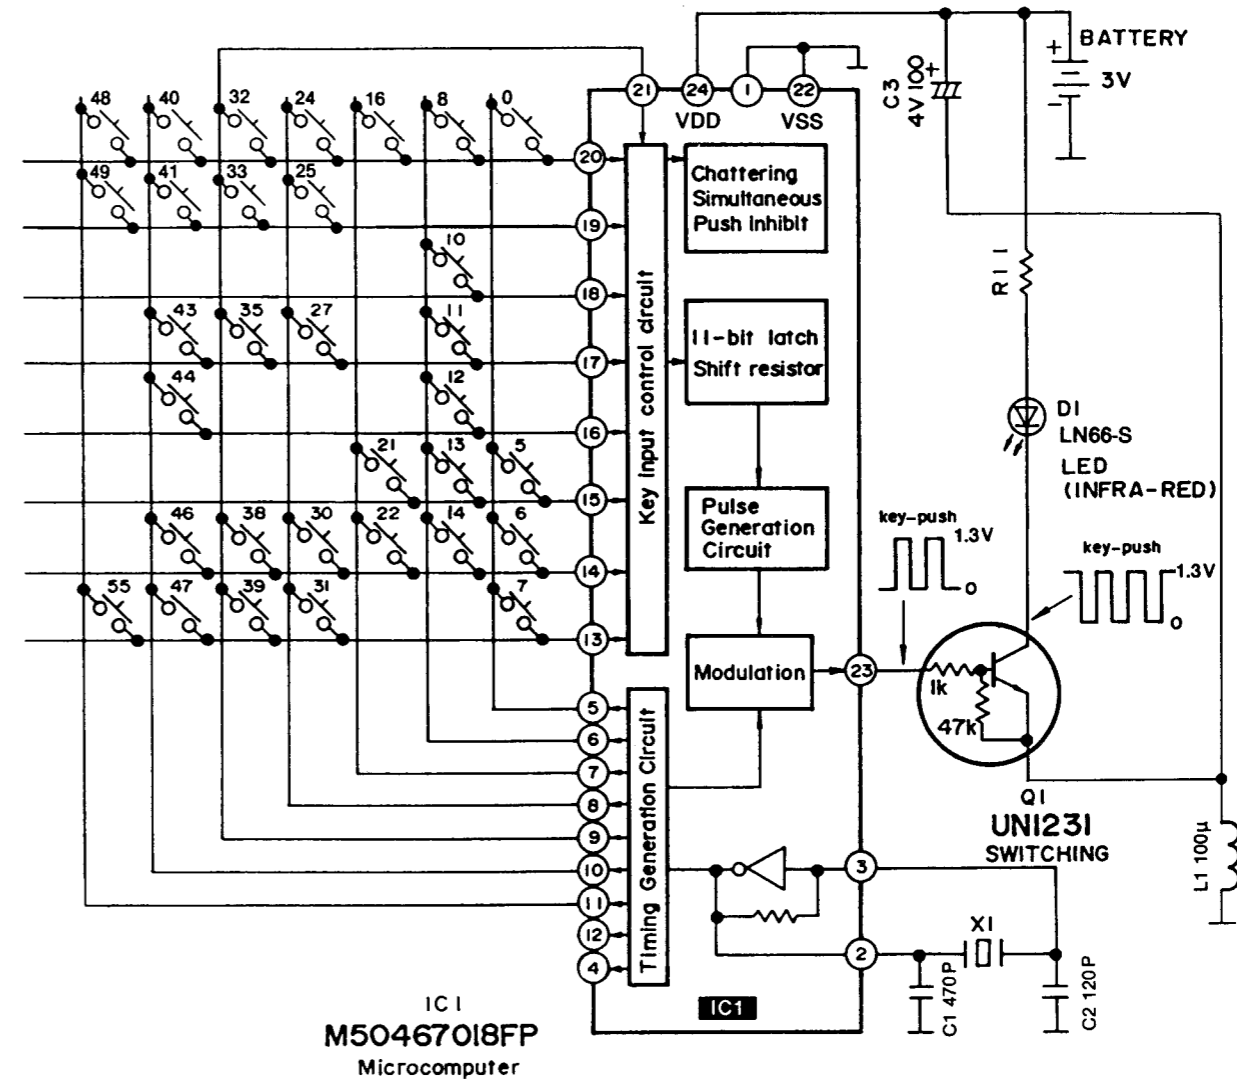 BATTERY
3V
+
-
C3
4V 100
+
21
24
1
22
VDD
VSS
48
40
32
24
16
8
0
20
49
41
33
25
19
10
18
43
35
27
11
17
44
12
16
21
13
5
15
46
38
30
22
14
6
14
55
47
39
31
7
13
Key input control circuit
Chattering
Simultaneous
Push inhibit
11-bit latch
Shift resistor
Pulse
Generation
Circuit
Modulation
23
R1 1
D1
LN66-S
LED
(INFRA-RED)
key-push
1.3V
0
key-push
1.3V
0
1k
47k
Q1
UN1231
SWITCHING
L1 100μ
5
6
7
8
9
10
11
12
4
Timing Generation Circuit
3
2
X1
C1 470P
C2 120P
IC1
IC1
M50467018FP
Microcomputer